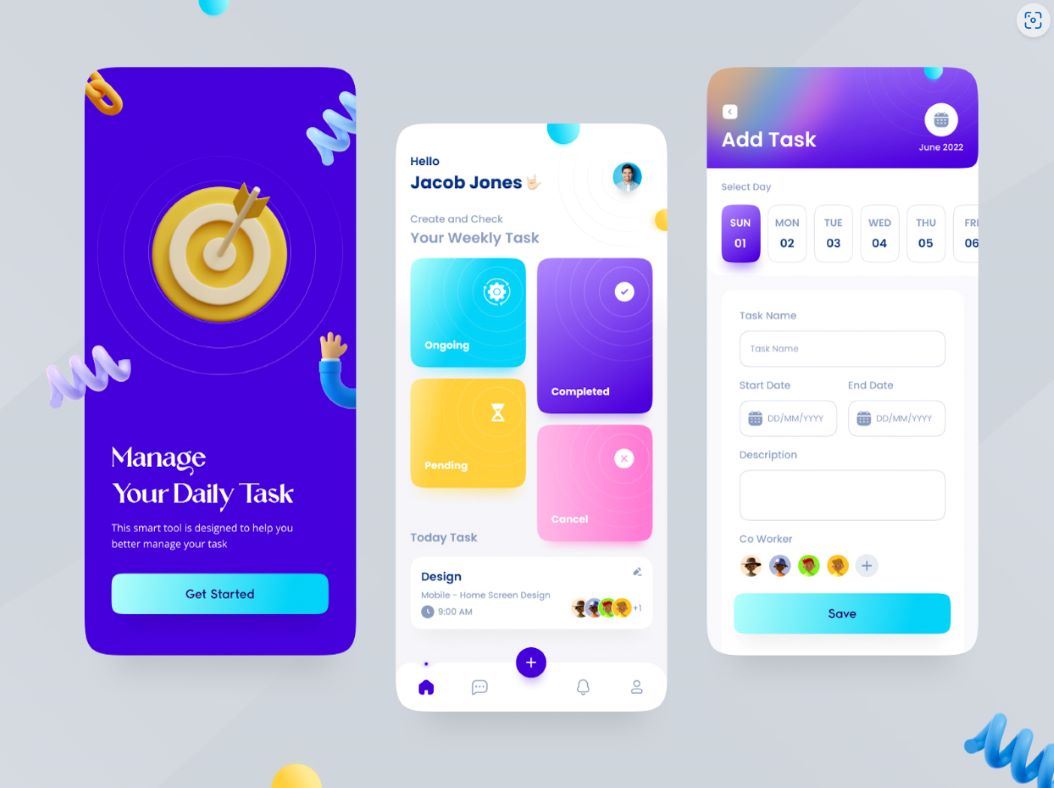 Manage
Your Daily Task
This smart tool is designed to help you
better manage your task
Get Started
Hello
Jacob Jones
Create and Check
Your Weekly Task
Ongoing
Completed
Pending
Cancel
Today Task
Design
Mobile - Home Screen Design
9:00 AM
+1
Add Task
June 2022
Select Day
SUN MON TUE WED THU FRI
01 02 03 04 05 06
Task Name
Task Name
Start Date End Date
DD/MM/YYYY DD/MM/YYYY
Description
Co Worker
Save